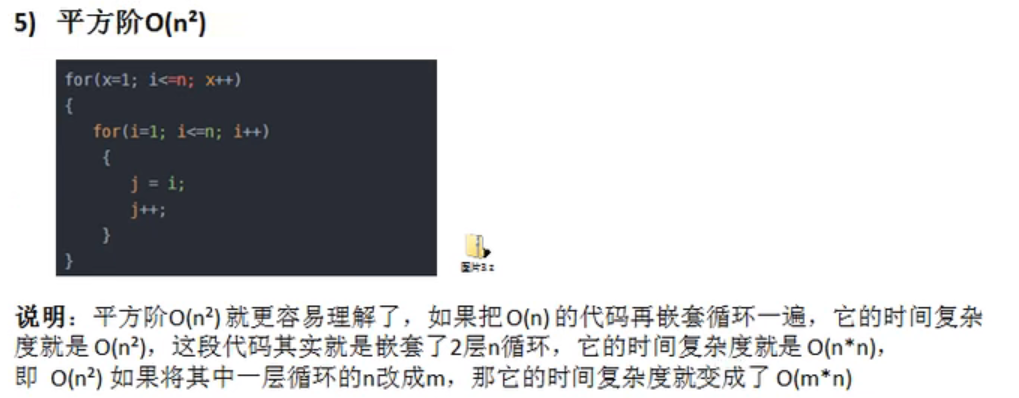 5) 平方阶O(n²)
for(x=1; i<=n; x++)
{
for(i=1; i<=n; i++)
{
j = i;
j++;
}
}
图片3.z
说明：平方阶O(n²) 就更容易理解了，如果把 O(n) 的代码再嵌套循环一遍，它的时间复杂
度就是 O(n²)，这段代码其实就是嵌套了2层n循环，它的时间复杂度就是 O(n*n)，
即 O(n²) 如果将其中一层循环的n改成m，那它的时间复杂度就变成了 O(m*n)